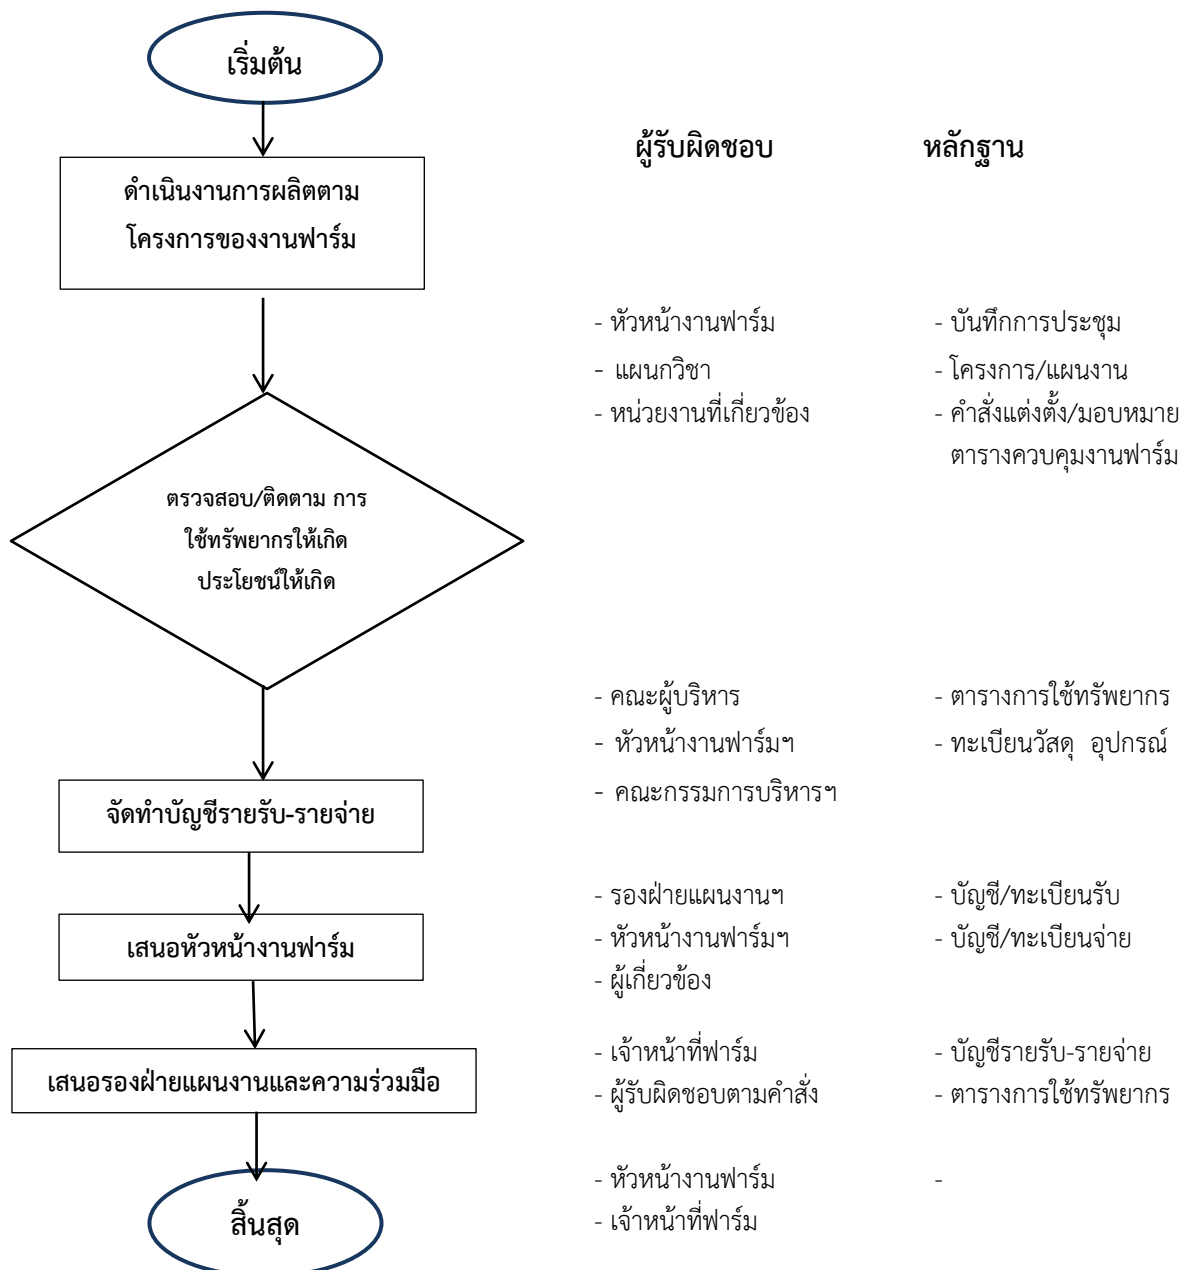 เริ่มต้น
ผู้รับผิดชอบ
หลักฐาน
ดำเนินงานการผลิตตาม
โครงการของงานฟาร์ม
- หัวหน้างานฟาร์ม
- บันทึกการประชุม
- แผนกวิชา
- โครงการ/แผนงาน
- หน่วยงานที่เกี่ยวข้อง
- คำสั่งแต่งตั้ง/มอบหมาย
ตารางควบคุมงานฟาร์ม
ตรวจสอบ/ติดตาม การ
ใช้ทรัพยากรให้เกิด
ประโยชน์ให้เกิด
- คณะผู้บริหาร
- ตารางการใช้ทรัพยากร
- หัวหน้างานฟาร์มฯ
- ทะเบียนวัสดุ อุปกรณ์
- คณะกรรมการบริหารฯ
จัดทำบัญชีรายรับ-รายจ่าย
- รองฝ่ายแผนงานฯ
- บัญชี/ทะเบียนรับ
- หัวหน้างานฟาร์มฯ
- บัญชี/ทะเบียนจ่าย
- ผู้เกี่ยวข้อง
เสนอหัวหน้างานฟาร์ม
- เจ้าหน้าที่ฟาร์ม
- บัญชีรายรับ-รายจ่าย
- ผู้รับผิดชอบตามคำสั่ง
- ตารางการใช้ทรัพยากร
เสนอรองฝ่ายแผนงานและความร่วมมือ
- หัวหน้างานฟาร์ม
-
- เจ้าหน้าที่ฟาร์ม
สิ้นสุด